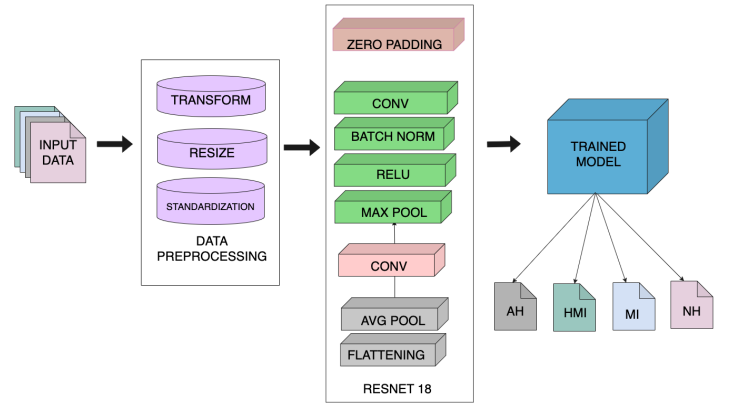 INPUT
DATA
TRANSFORM
RESIZE
STANDARDIZATION
DATA
PREPROCESSING
ZERO PADDING
CONV
BATCH NORM
RELU
MAX POOL
CONV
AVG POOL
FLATTENING
RESNET 18
TRAINED
MODEL
AH
HMI
MI
NH